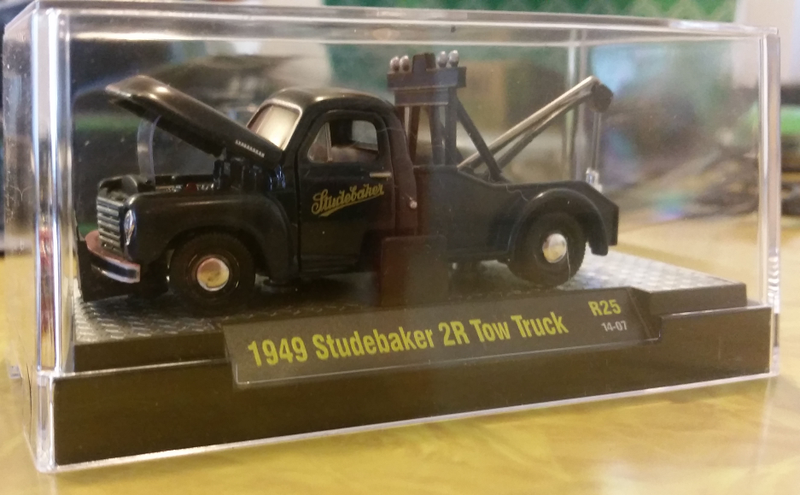 Studebaker
1949 Studebaker 2R Tow Truck
R25
14-07